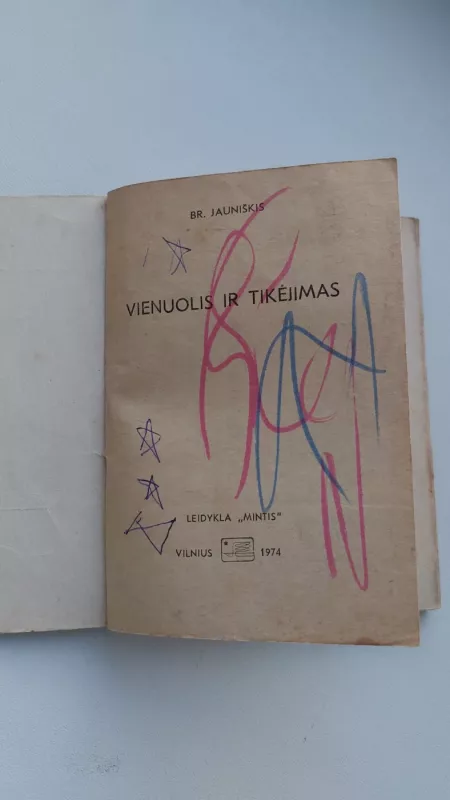 BR. JAUNIŠKIS
VIENUOLIS IR TIKĖJIMAS
LEIDYKLA „MINTIS"
VILNIUS 1974